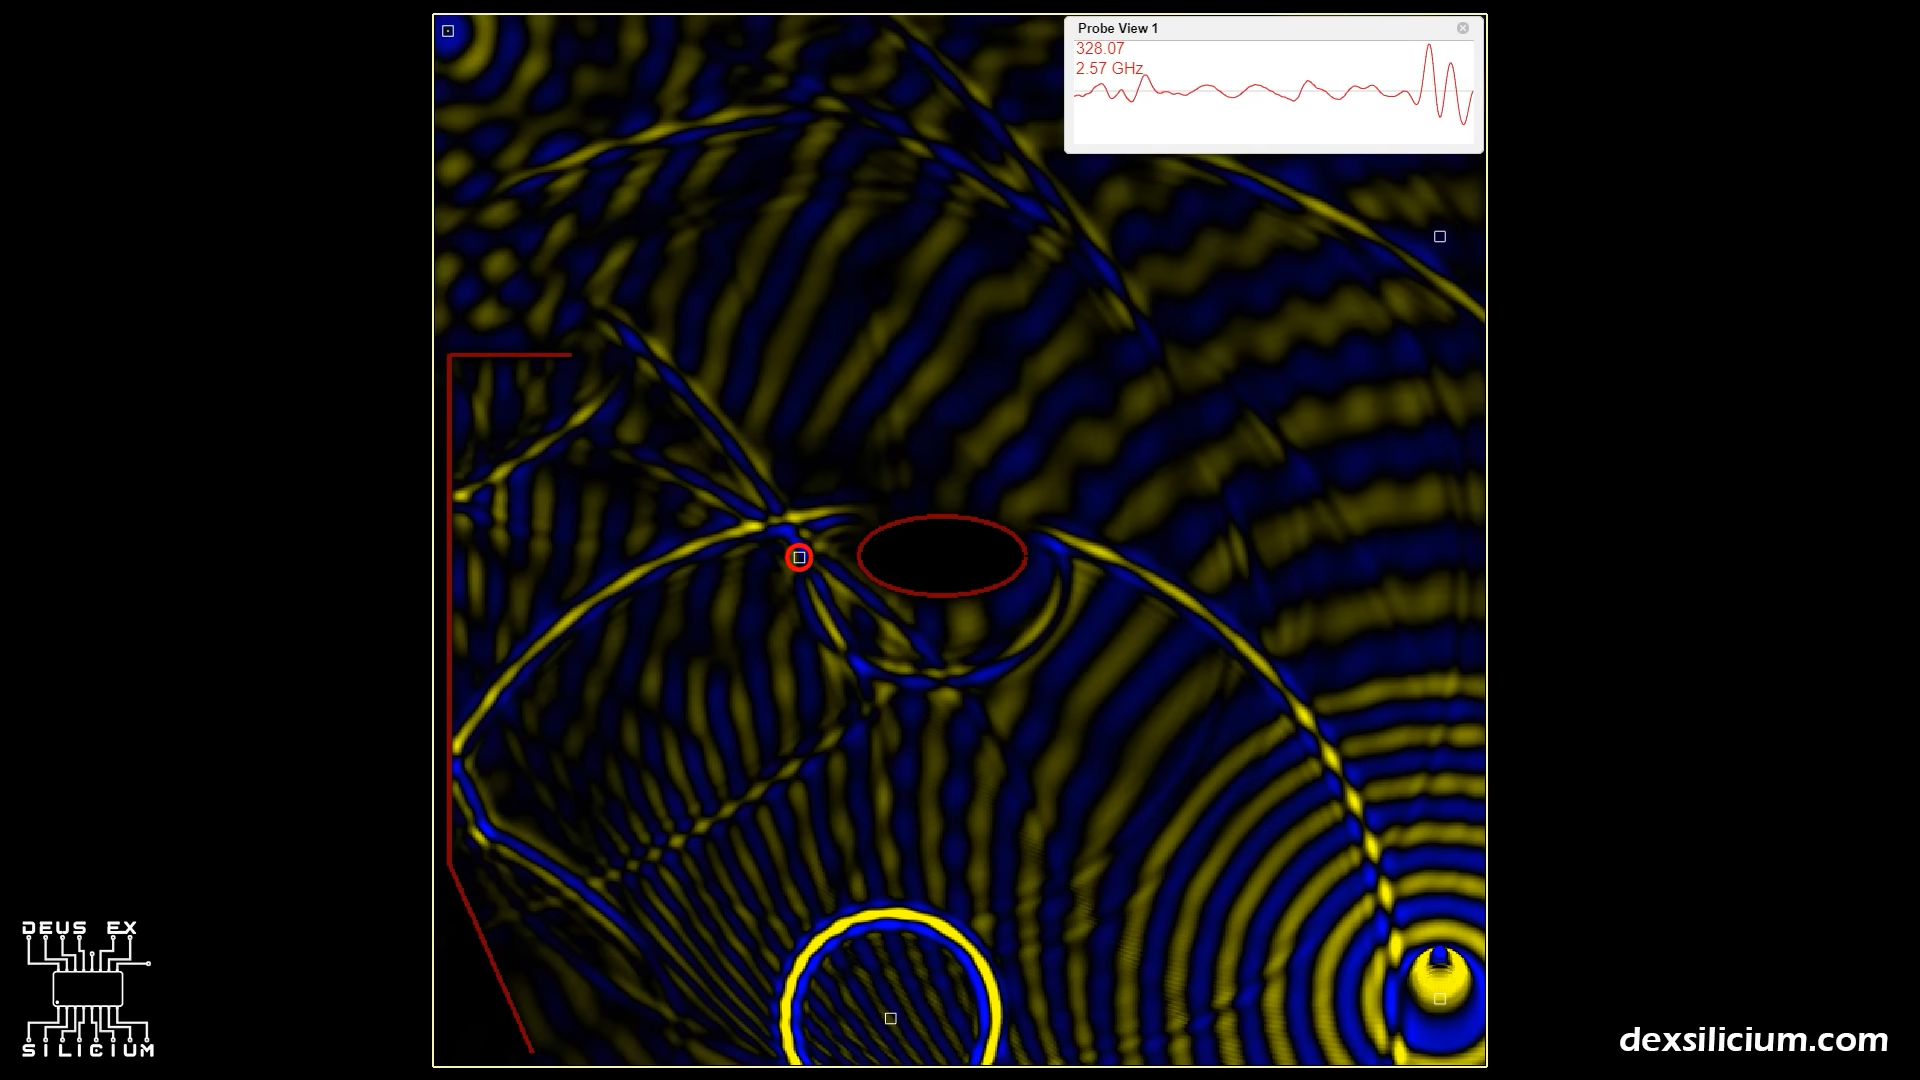 Probe View 1
328.07
2.57 GHz
DEUS EX
SILICIUM
dexsilicium.com